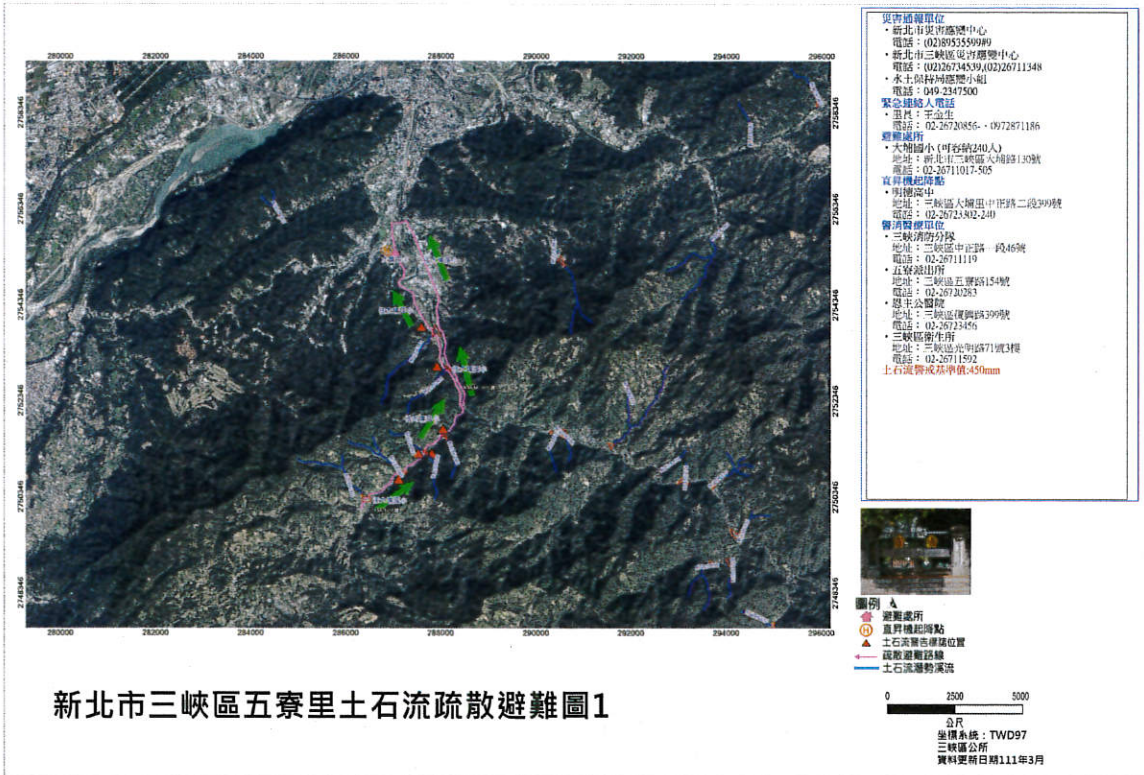 災害通報單位
・新北市災害應變中心
電話：(02)89535599#9
・新北市三峽區災害應變中心
電話：(02)26734539,(02)26711348
・水土保持局應變小組
電話：049-2347500
緊急連絡人電話
・里長：王金生
電話：02-26720856-、0972871186
避難處所
・大埔國小 (可容納240人)
地址：新北市三峽區大埔路130號
電話：02-26711017-505
直昇機起降點
・明德高中
地址：三峽區大埔里中正路二段399號
電話：02-26723302-240
警消醫療單位
・三峽消防分隊
地址：三峽區中正路一段46號
電話：02-26711119
・五寮派出所
地址：三峽區五寮路154號
電話：02-26720283
・恩主公醫院
地址：三峽區復興路399號
電話：02-26723456
・三峽區衛生所
地址：三峽區光明路71號3樓
電話：02-26711592
土石流警戒基準值:450mm
280000 282000 284000 286000 288000 290000 292000 294000 296000
2758346 2758346
2756346 2756346
2754346 2754346
2752346 2752346
2750346 2750346
2748346 2748346
280000 282000 284000 286000 288000 290000 292000 294000 296000
圖例
避難處所
H 直昇機起降點
土石流警告標誌位置
疏散避難路線
土石流潛勢溪流
0 2500 5000
公尺
坐標系統：TWD97
三峽區公所
資料更新日期111年3月
新北市三峽區五寮里土石流疏散避難圖1